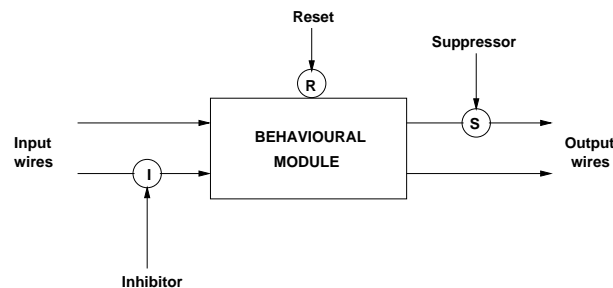 Reset
Suppressor
R
BEHAVIOURAL
MODULE
S
Input
wires
Output
wires
I
Inhibitor